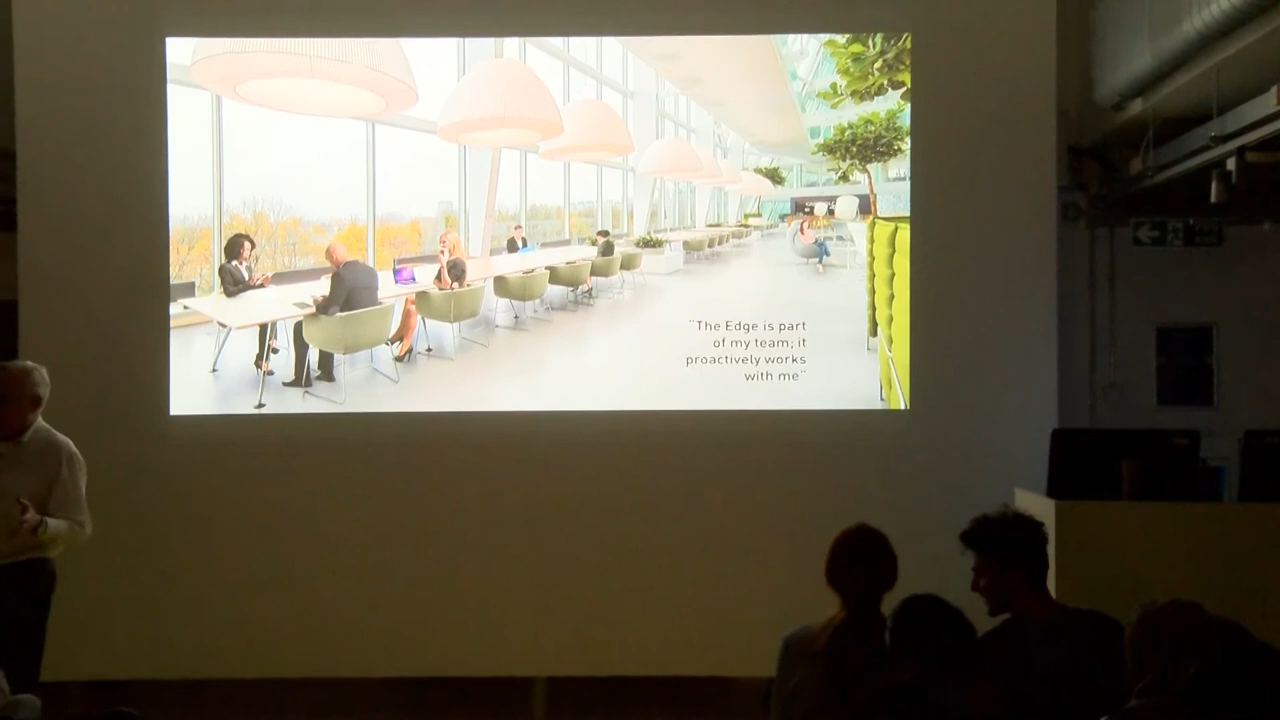 “The Edge is part
of my team; it
proactively works
with me”